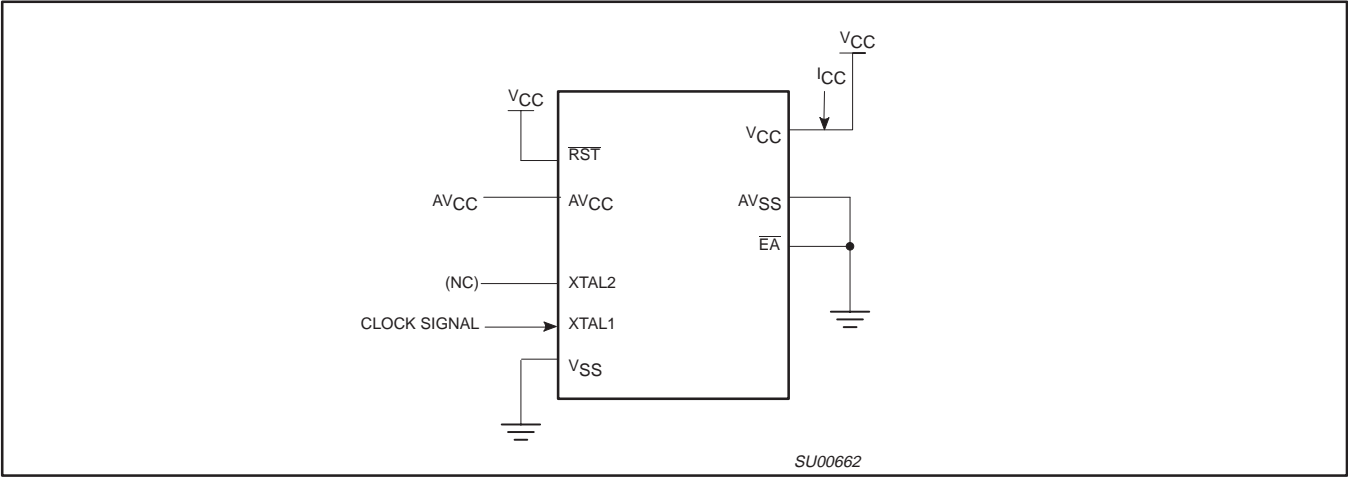 VCC
ICC
VCC
VCC
RST
AVCC
AVCC
AVSS
EA
(NC)
XTAL2
CLOCK SIGNAL
XTAL1
VSS
SU00662